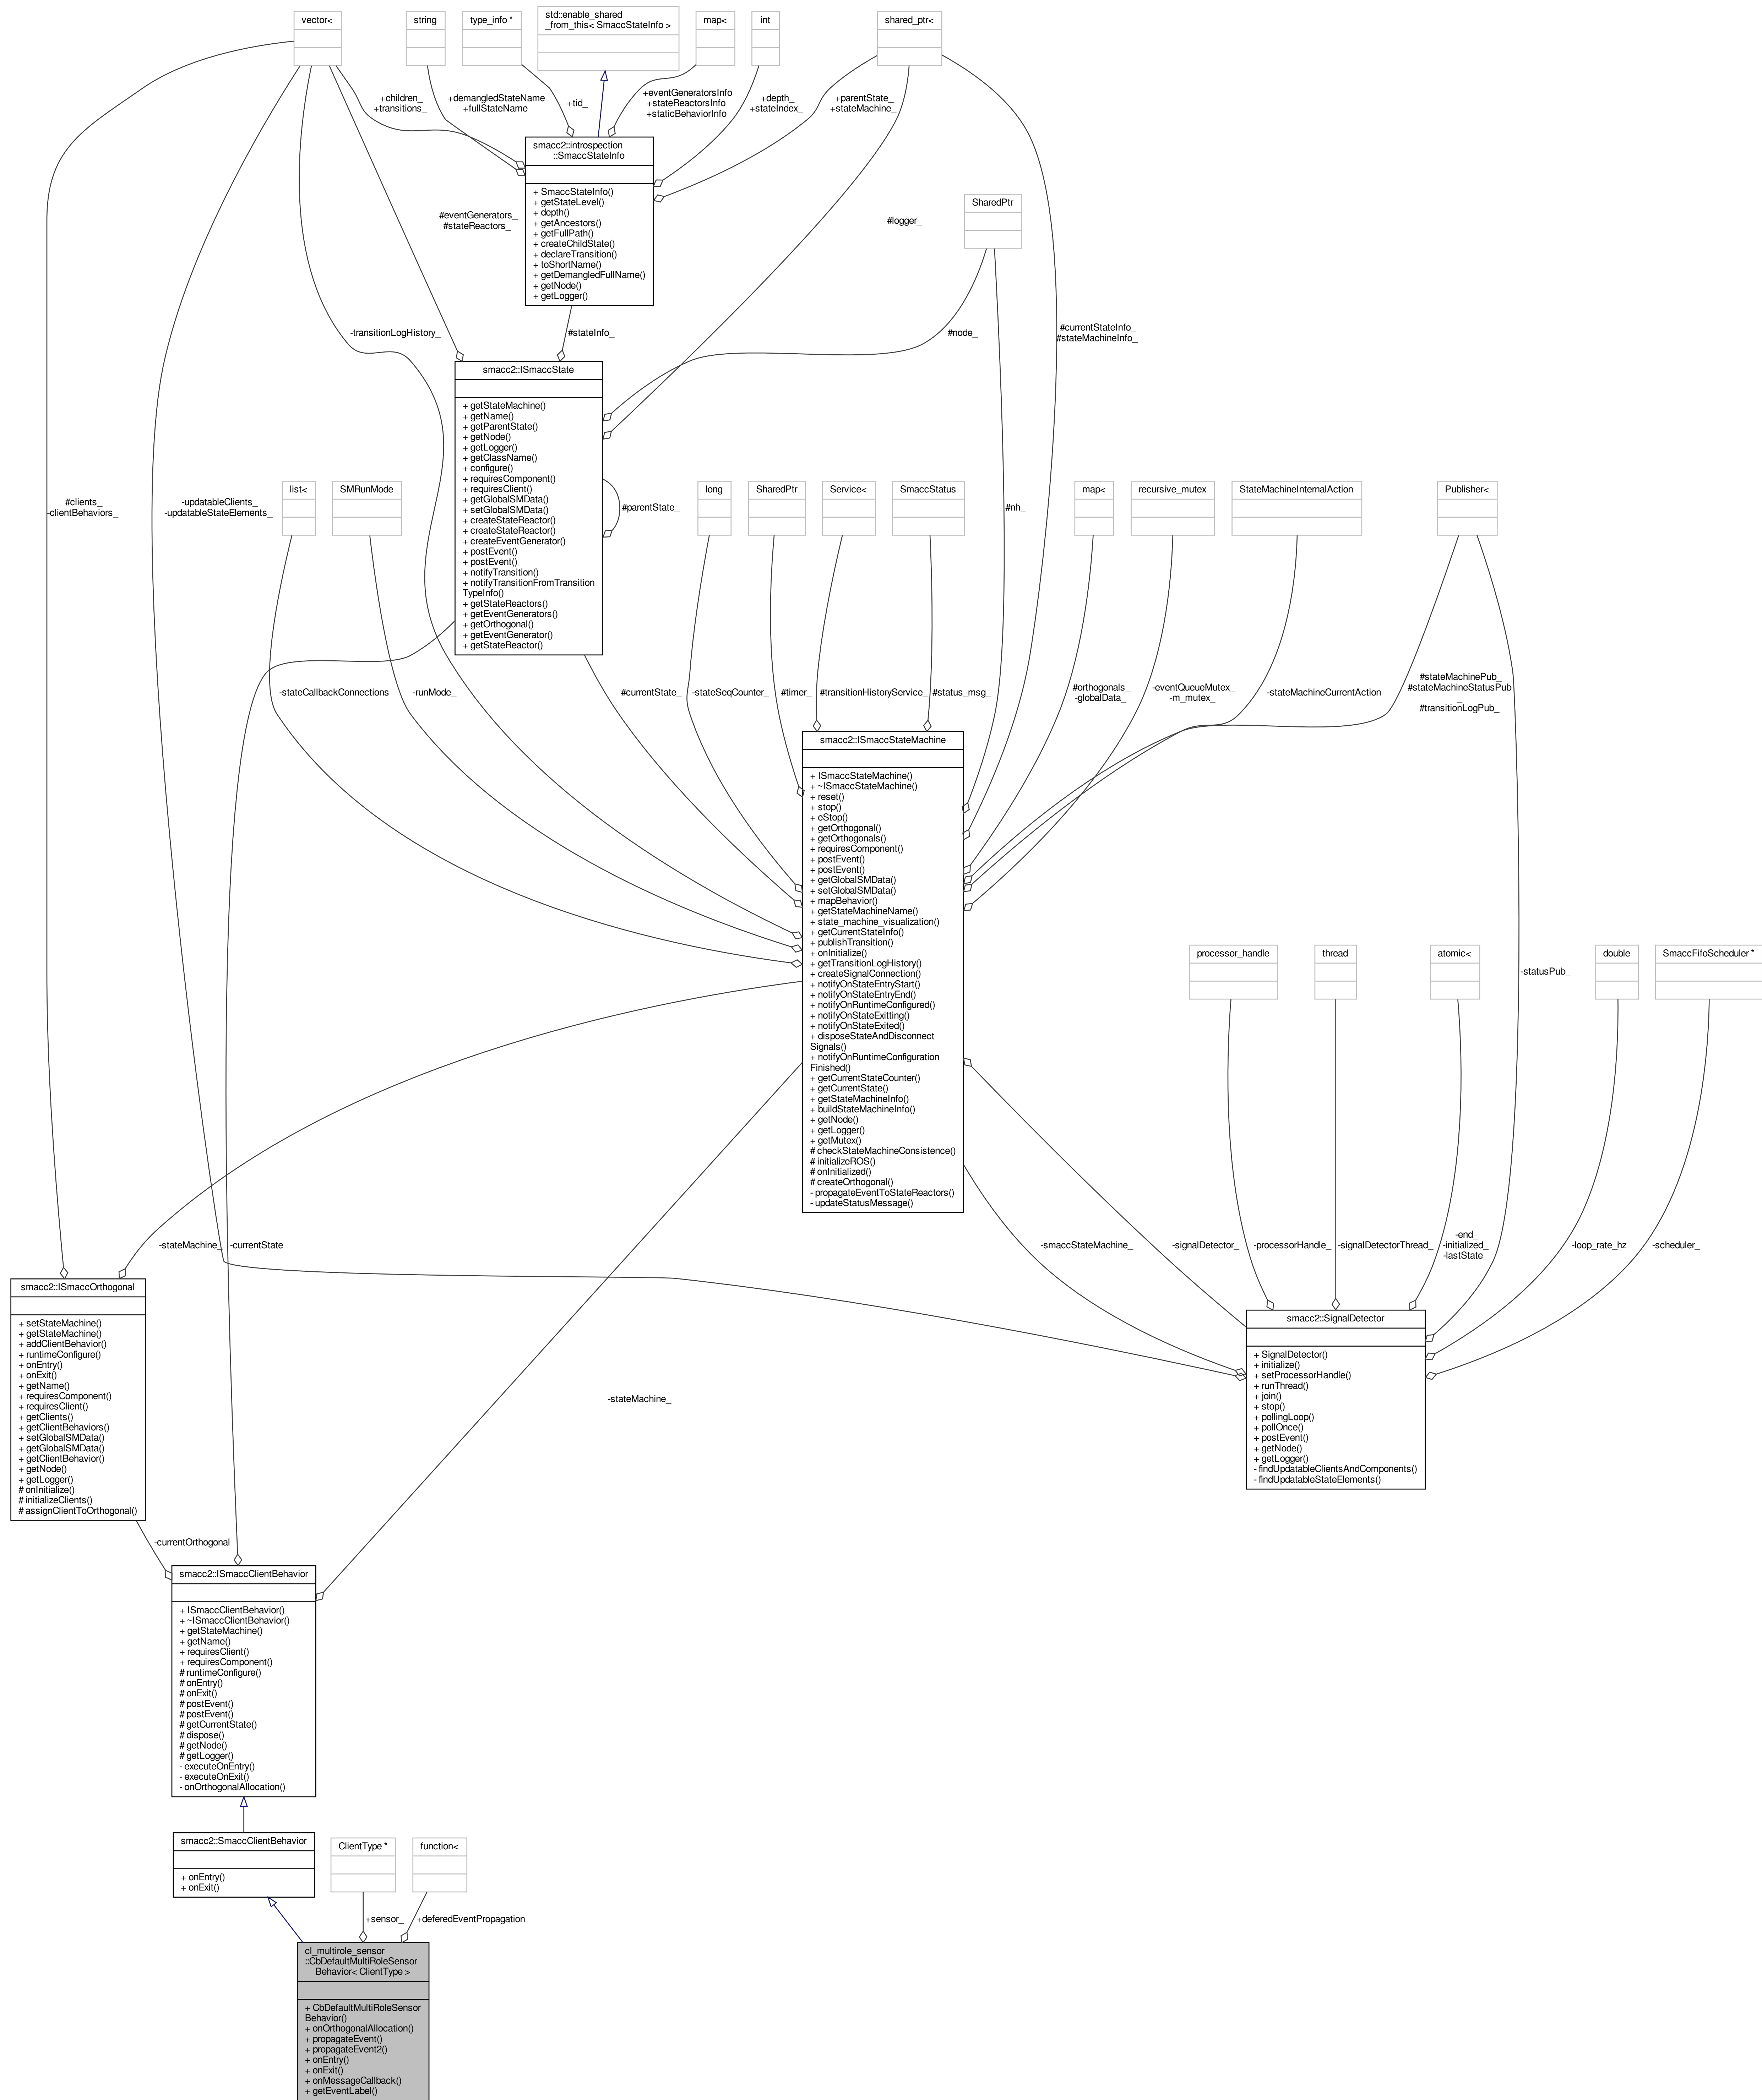 vector<
string
type_info *
std::enable_shared
_from_this< SmaccStateInfo >
map<
int
shared_ptr<
+children_
+transitions_
+demangledStateName
+fullStateName
+tid_
+eventGeneratorsInfo
+stateReactorsInfo
+staticBehaviorInfo
+depth_
+stateIndex_
+parentState_
+stateMachine_
smacc2::introspection
::SmaccStateInfo
+ SmaccStateInfo()
+ getStateLevel()
+ depth()
+ getAncestors()
+ getFullPath()
+ createChildState()
+ declareTransition()
+ toShortName()
+ getDemangledFullName()
+ getNode()
+ getLogger()
SharedPtr
#eventGenerators_
#stateReactors_
#logger_
-transitionLogHistory_
#stateInfo_
#node_
#currentStateInfo_
#stateMachineInfo_
smacc2::ISmaccState
+ getStateMachine()
+ getName()
+ getParentState()
+ getNode()
+ getLogger()
+ getClassName()
+ configure()
+ requiresComponent()
+ requiresClient()
+ getGlobalSMData()
+ setGlobalSMData()
+ createStateReactor()
+ createStateReactor()
+ createEventGenerator()
+ postEvent()
+ postEvent()
+ notifyTransition()
+ notifyTransitionFromTransition
TypeInfo()
+ getStateReactors()
+ getEventGenerators()
+ getOrthogonal()
+ getEventGenerator()
+ getStateReactor()
#clients_
-clientBehaviors_
-updatableClients_
-updatableStateElements_
list<
SMRunMode
#parentState_
long
SharedPtr
Service<
SmaccStatus
#nh_
map<
recursive_mutex
StateMachineInternalAction
Publisher<
-stateCallbackConnections
-runMode_
#currentState_
-stateSeqCounter_
#timer_
#transitionHistoryService_
#status_msg_
#orthogonals_
-globalData_
-eventQueueMutex_
-m_mutex_
-stateMachineCurrentAction
#stateMachinePub_
#stateMachineStatusPub
_
#transitionLogPub_
smacc2::ISmaccStateMachine
+ ISmaccStateMachine()
+ ~ISmaccStateMachine()
+ reset()
+ stop()
+ eStop()
+ getOrthogonal()
+ getOrthogonals()
+ requiresComponent()
+ postEvent()
+ postEvent()
+ getGlobalSMData()
+ setGlobalSMData()
+ mapBehavior()
+ getStateMachineName()
+ state_machine_visualization()
+ getCurrentStateInfo()
+ publishTransition()
+ onInitialize()
+ getTransitionLogHistory()
+ createSignalConnection()
+ notifyOnStateEntryStart()
+ notifyOnStateEntryEnd()
+ notifyOnRuntimeConfigured()
+ notifyOnStateExitting()
+ notifyOnStateExited()
+ disposeStateAndDisconnect
Signals()
+ notifyOnRuntimeConfiguration
Finished()
+ getCurrentStateCounter()
+ getCurrentState()
+ getStateMachineInfo()
+ buildStateMachineInfo()
+ getNode()
+ getLogger()
+ getMutex()
# checkStateMachineConsistence()
# initializeROS()
# onInitialized()
# createOrthogonal()
- propagateEventToStateReactors()
- updateStatusMessage()
processor_handle
thread
atomic<
-statusPub_
double
SmaccFifoScheduler *
-stateMachine_
-currentState
-smaccStateMachine_
-signalDetector_
-processorHandle_
-signalDetectorThread_
-end_
-initialized_
-lastState_
-loop_rate_hz
-scheduler_
smacc2::ISmaccOrthogonal
+ setStateMachine()
+ getStateMachine()
+ addClientBehavior()
+ runtimeConfigure()
+ onEntry()
+ onExit()
+ getName()
+ requiresComponent()
+ requiresClient()
+ getClients()
+ getClientBehaviors()
+ setGlobalSMData()
+ getGlobalSMData()
+ getClientBehavior()
+ getNode()
+ getLogger()
# onInitialize()
# initializeClients()
# assignClientToOrthogonal()
smacc2::SignalDetector
+ SignalDetector()
+ initialize()
+ setProcessorHandle()
+ runThread()
+ join()
+ stop()
+ pollingLoop()
+ pollOnce()
+ postEvent()
+ getNode()
+ getLogger()
- findUpdatableClientsAndComponents()
- findUpdatableStateElements()
-stateMachine_
-currentOrthogonal
smacc2::ISmaccClientBehavior
+ ISmaccClientBehavior()
+ ~ISmaccClientBehavior()
+ getStateMachine()
+ getName()
+ requiresClient()
+ requiresComponent()
# runtimeConfigure()
# onEntry()
# onExit()
# postEvent()
# postEvent()
# getCurrentState()
# dispose()
# getNode()
# getLogger()
- executeOnEntry()
- executeOnExit()
- onOrthogonalAllocation()
smacc2::SmaccClientBehavior
+ onEntry()
+ onExit()
ClientType *
function<
+sensor_
+deferedEventPropagation
cl_multirole_sensor
::CbDefaultMultiRoleSensor
Behavior< ClientType >
+ CbDefaultMultiRoleSensor
Behavior()
+ onOrthogonalAllocation()
+ propagateEvent()
+ propagateEvent2()
+ onEntry()
+ onExit()
+ onMessageCallback()
+ getEventLabel()